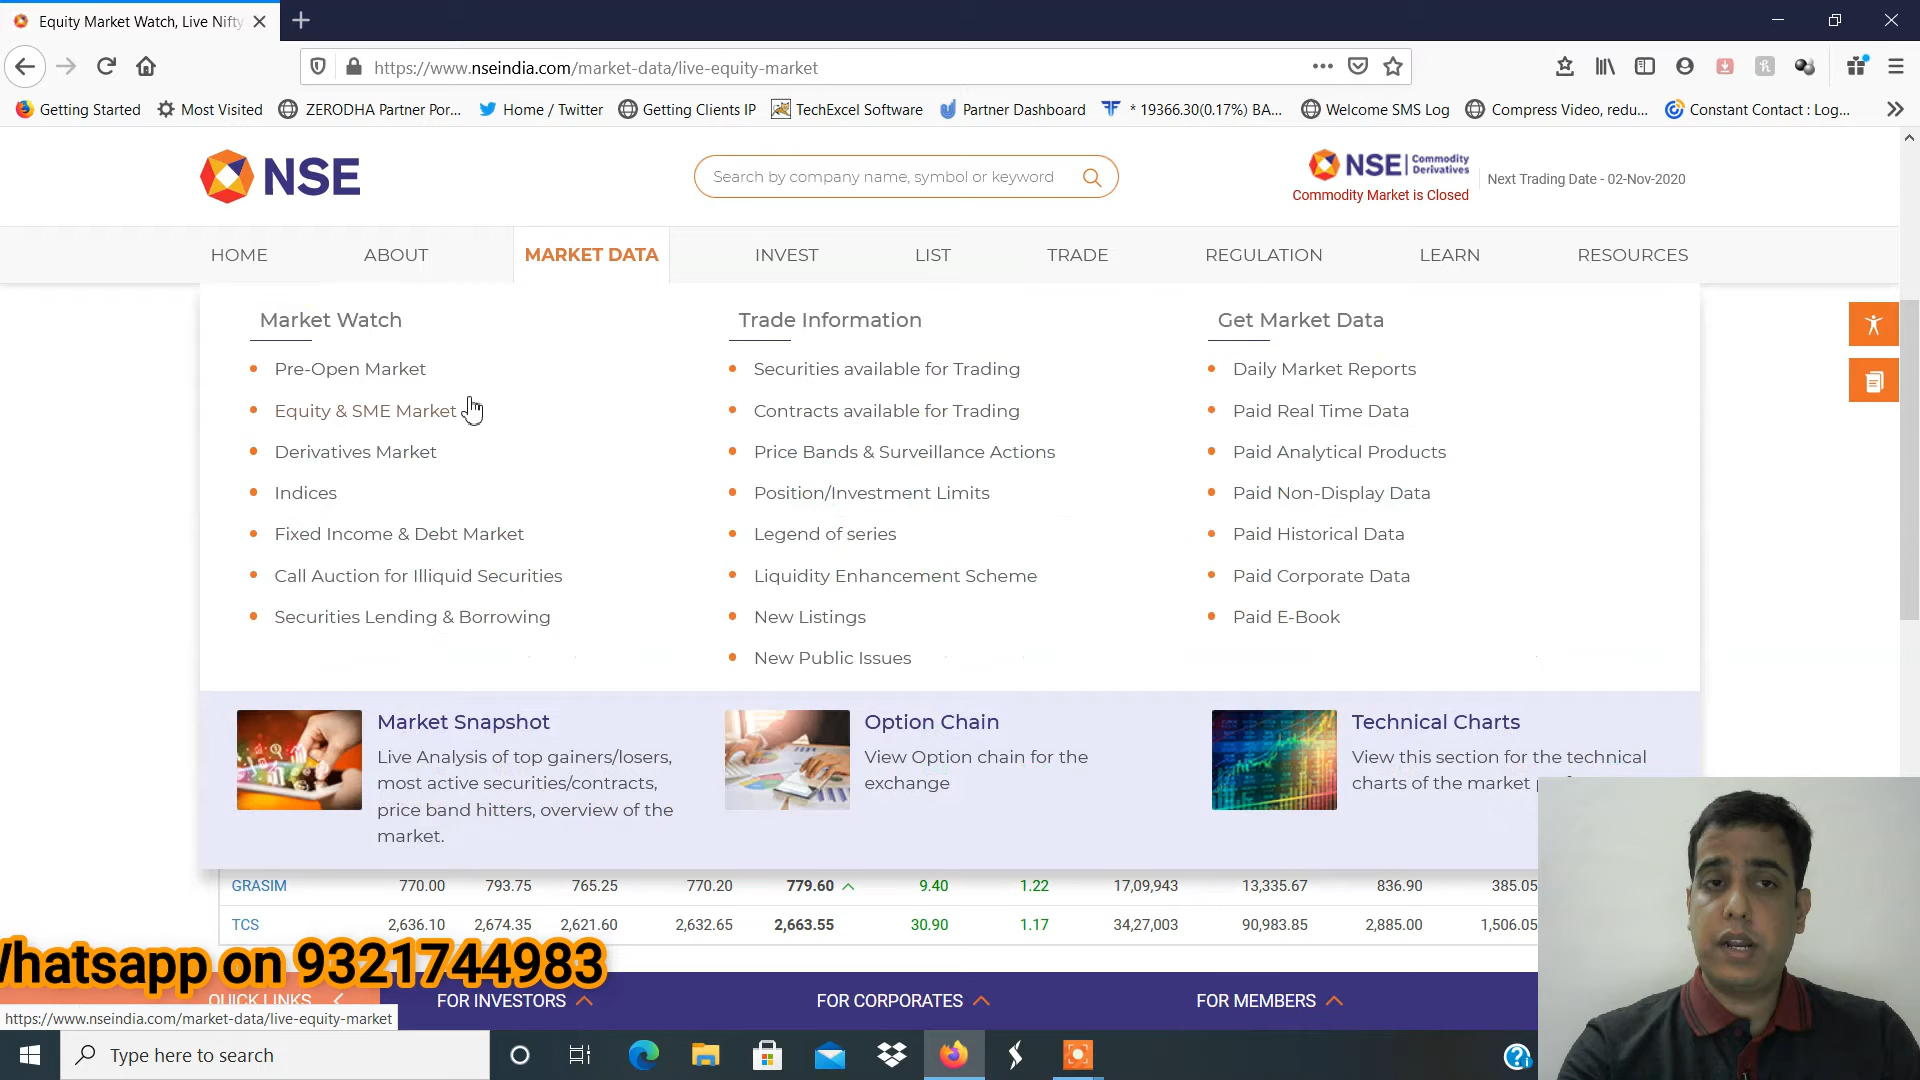 Equity Market Watch, Live Nifty
https://www.nseindia.com/market-data/live-equity-market
Getting Started
Most Visited
ZERODHA Partner Por...
Home / Twitter
Getting Clients IP
TechExcel Software
Partner Dashboard
* 19366.30(0.17%) BA...
Welcome SMS Log
Compress Video, redu...
Constant Contact : Log...
NSE
Search by company name, symbol or keyword
NSE Commodity Derivatives
Commodity Market is Closed
Next Trading Date - 02-Nov-2020
HOME ABOUT MARKET DATA INVEST LIST TRADE REGULATION LEARN RESOURCES
Market Watch
Pre-Open Market
Equity & SME Market
Derivatives Market
Indices
Fixed Income & Debt Market
Call Auction for Illiquid Securities
Securities Lending & Borrowing
Trade Information
Securities available for Trading
Contracts available for Trading
Price Bands & Surveillance Actions
Position/Investment Limits
Legend of series
Liquidity Enhancement Scheme
New Listings
New Public Issues
Get Market Data
Daily Market Reports
Paid Real Time Data
Paid Analytical Products
Paid Non-Display Data
Paid Historical Data
Paid Corporate Data
Paid E-Book
Market Snapshot
Live Analysis of top gainers/losers,
most active securities/contracts,
price band hitters, overview of the
market.
Option Chain
View Option chain for the
exchange
Technical Charts
View this section for the technical
charts of the market
GRASIM 770.00 793.75 765.25 770.20 779.60 9.40 1.22 17,09,943 13,335.67 836.90 385.05
TCS 2,636.10 2,674.35 2,621.60 2,632.65 2,663.55 30.90 1.17 34,27,003 90,983.85 2,885.00 1,506.05
Whatsapp on 9321744983
QUICK LINKS
FOR INVESTORS
FOR CORPORATES
FOR MEMBERS
https://www.nseindia.com/market-data/live-equity-market
Type here to search